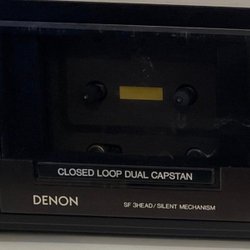 CLOSED LOOP DUAL CAPSTAN
DENON
SF 3HEAD/SILENT MECHANISM